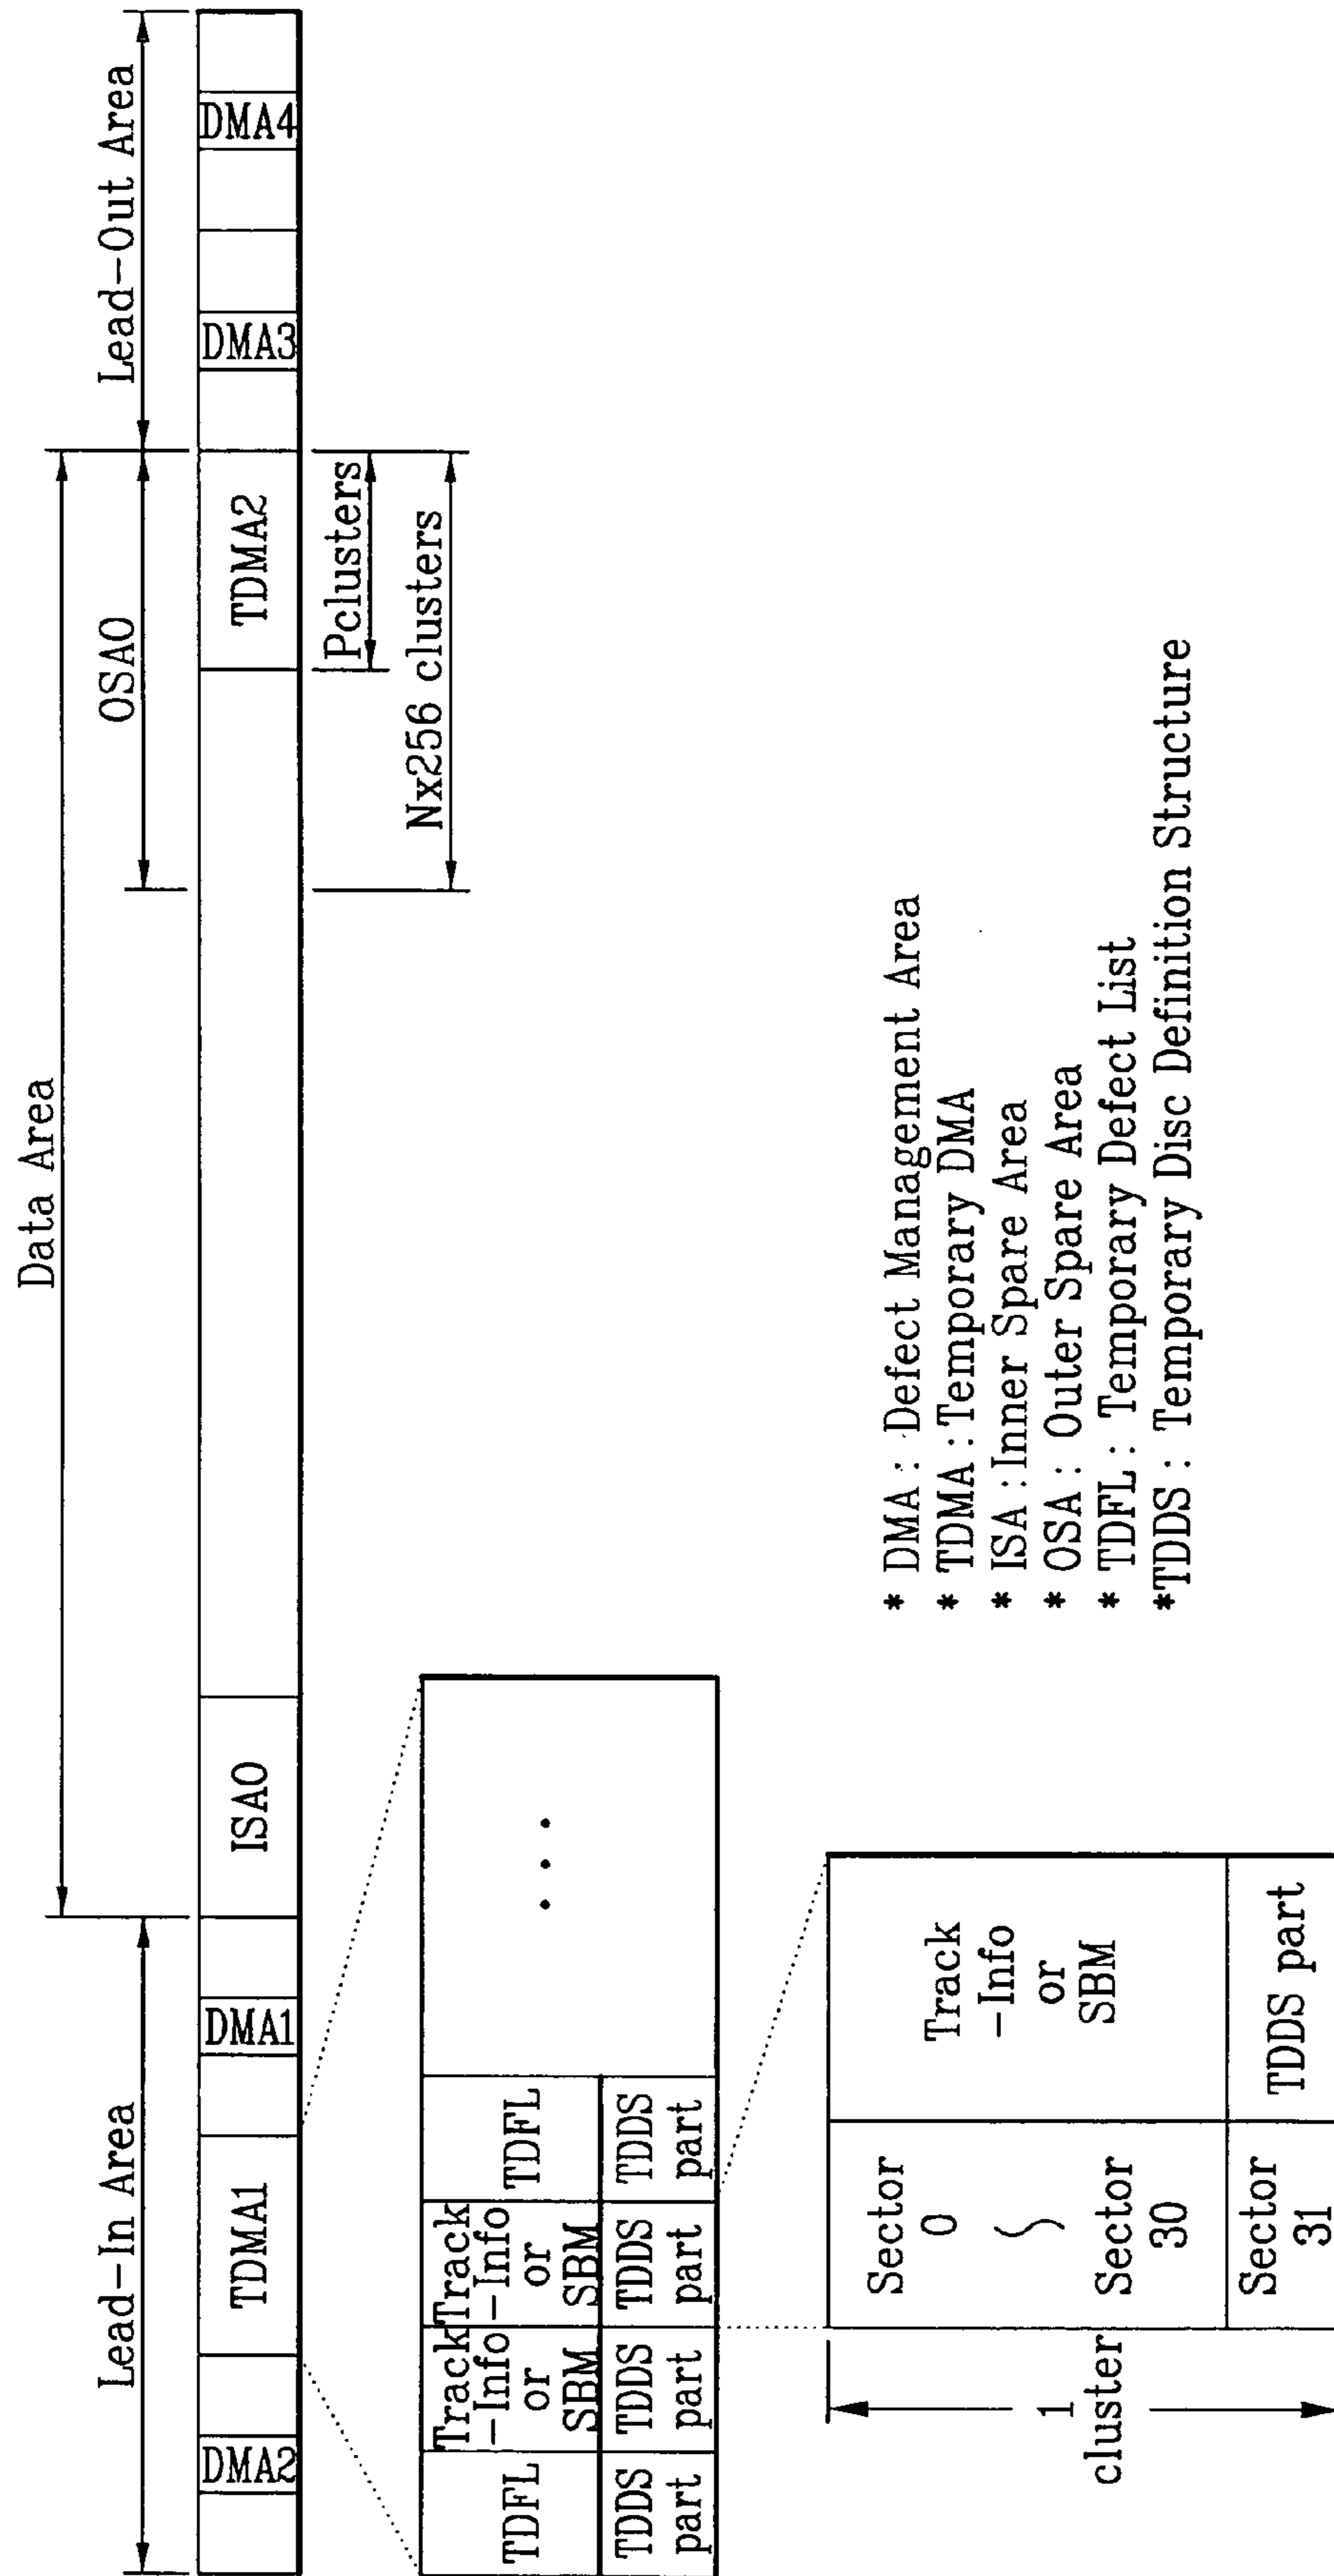 Data Area
Lead-In Area
OSA0
Lead-Out Area
DMA2
TDMA1
DMA1
ISA0
TDMA2
DMA3
DMA4
Pclusters
Nx256 clusters
TDFL
Track
-Info
or
SBM
Track
-Info
or
SBM
TDFL
• • •
TDDS
part
TDDS
part
TDDS
part
TDDS
part
1
cluster
Sector
0
~
Sector
30
Track
-Info
or
SBM
Sector
31
TDDS part
* DMA : Defect Management Area
* TDMA : Temporary DMA
* ISA : Inner Spare Area
* OSA : Outer Spare Area
* TDFL : Temporary Defect List
*TDDS : Temporary Disc Definition Structure